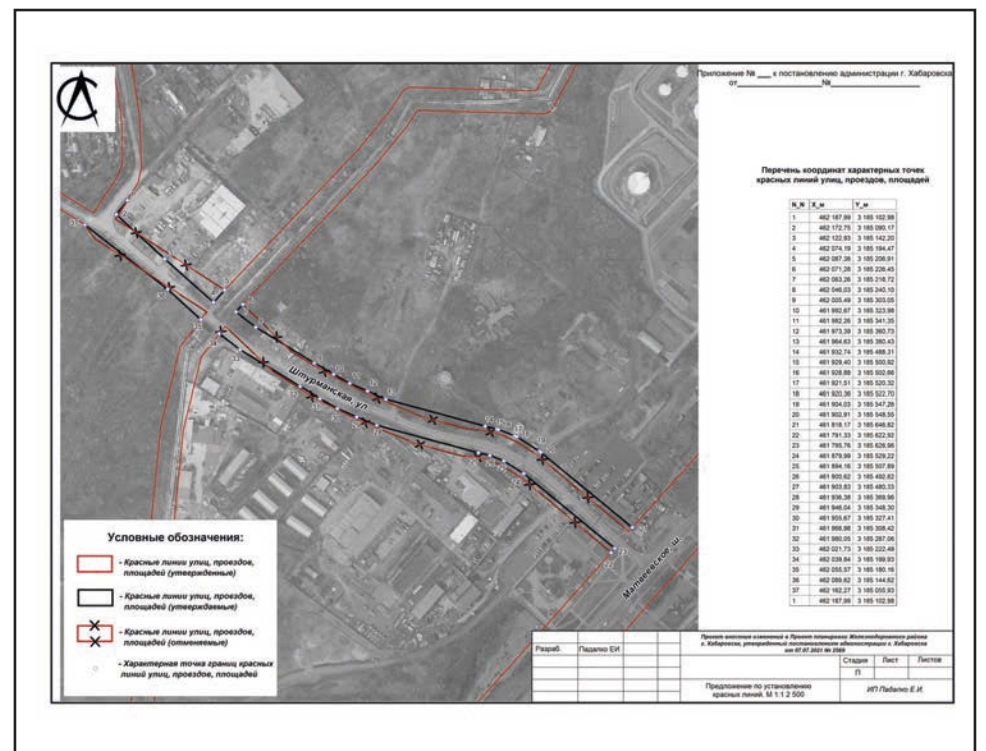 Приложение № ___ к постановлению администрации г. Хабаровска
от____________________№____________________
Перечень координат характерных точек
красных линий улиц, проездов, площадей
N_N X_м Y_м
1 462 187,99 3 185 102,98
2 462 172,75 3 185 090,17
3 462 122,93 3 185 142,20
4 462 074,19 3 185 194,47
5 462 087,36 3 185 206,91
6 462 071,28 3 185 226,45
7 462 063,26 3 185 218,72
8 462 046,03 3 185 240,10
9 462 005,49 3 185 303,05
10 461 992,67 3 185 323,98
11 461 982,26 3 185 341,35
12 461 973,39 3 185 360,73
13 461 964,63 3 185 380,43
14 461 932,74 3 185 488,31
15 461 929,40 3 185 500,92
16 461 928,88 3 185 502,66
17 461 921,51 3 185 520,32
18 461 920,36 3 185 522,70
19 461 904,03 3 185 547,26
20 461 902,91 3 185 548,55
21 461 818,17 3 185 646,82
22 461 791,33 3 185 622,92
23 461 795,76 3 185 626,96
24 461 879,99 3 185 529,22
25 461 894,16 3 185 507,89
26 461 900,62 3 185 492,62
27 461 903,83 3 185 480,33
28 461 936,38 3 185 369,96
29 461 946,04 3 185 348,30
30 461 955,67 3 185 327,41
31 461 966,98 3 185 308,42
32 461 980,05 3 185 287,06
33 462 021,73 3 185 222,49
34 462 039,84 3 185 199,93
35 462 055,57 3 185 180,16
36 462 089,62 3 185 144,62
37 462 162,27 3 185 055,93
1 462 187,99 3 185 102,98
Штурманская, ул
Матвеевское, ш.
Условные обозначения:
- Красные линии улиц, проездов,
площадей (утвержденные)
- Красные линии улиц, проездов,
площадей (утверждаемые)
- Красные линии улиц, проездов,
площадей (отменяемые)
- Характерная точка границ красных
линий улиц, проездов, площадей
Проект внесения изменений в Проект планировки Железнодорожного района
г. Хабаровска, утвержденный постановлением администрации г. Хабаровска
от 07.07.2021 № 2569
Разраб. Падалко ЕИ
Стадия Лист Листов
П
Предложение по установлению
красных линий. М 1:1 2 500
ИП Падалко Е.И.